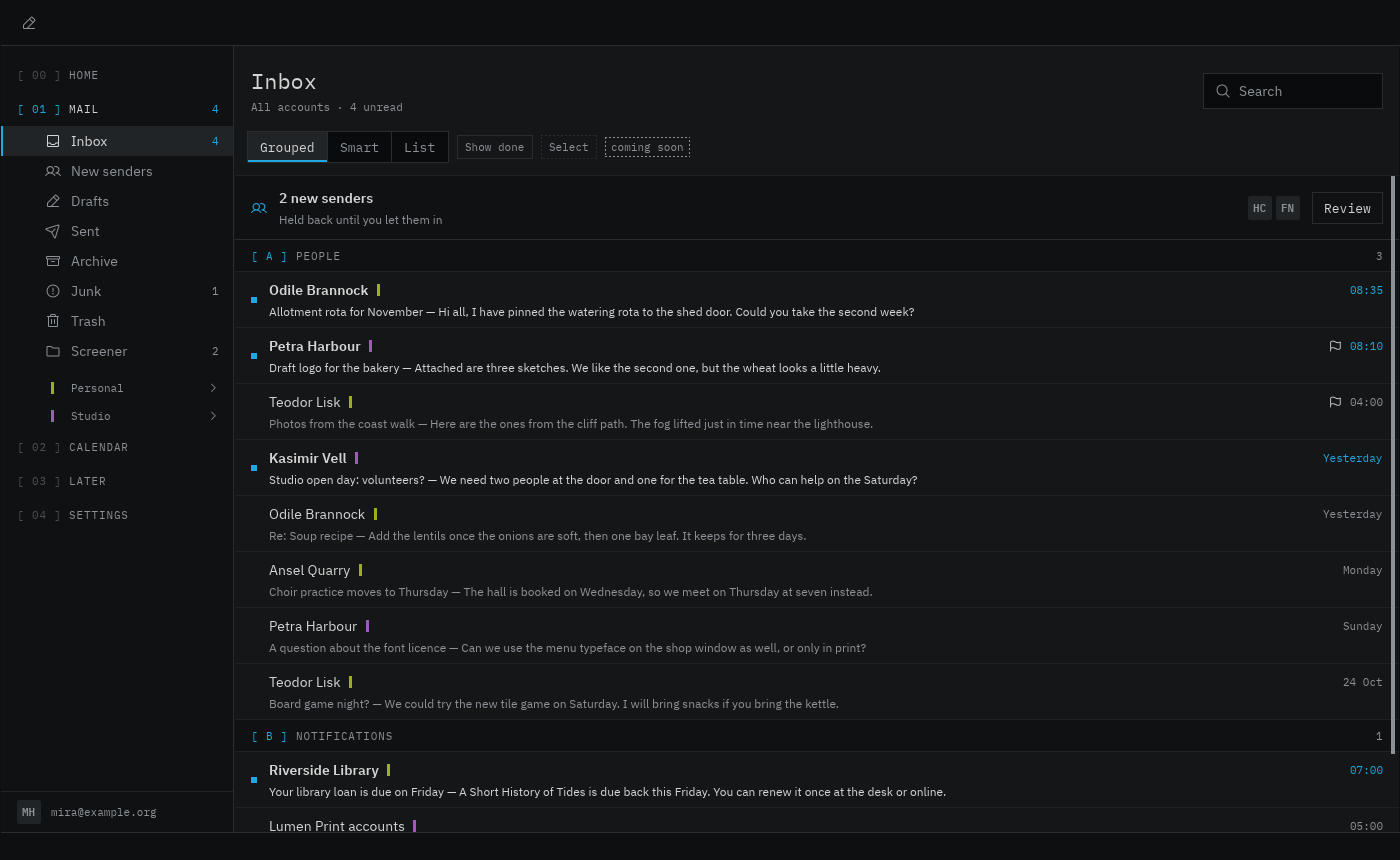 [ 00 ] HOME
[ 01 ] MAIL 4
Inbox 4
New senders
Drafts
Sent
Archive
Junk 1
Trash
Screener 2
Personal
Studio
[ 02 ] CALENDAR
[ 03 ] LATER
[ 04 ] SETTINGS
MH mira@example.org
Inbox
All accounts · 4 unread
Search
Grouped Smart List Show done Select coming soon
2 new senders
Held back until you let them in
HC FN Review
[ A ] PEOPLE 3
Odile Brannock 08:35
Allotment rota for November — Hi all, I have pinned the watering rota to the shed door. Could you take the second week?
Petra Harbour 08:10
Draft logo for the bakery — Attached are three sketches. We like the second one, but the wheat looks a little heavy.
Teodor Lisk 04:00
Photos from the coast walk — Here are the ones from the cliff path. The fog lifted just in time near the lighthouse.
Kasimir Vell Yesterday
Studio open day: volunteers? — We need two people at the door and one for the tea table. Who can help on the Saturday?
Odile Brannock Yesterday
Re: Soup recipe — Add the lentils once the onions are soft, then one bay leaf. It keeps for three days.
Ansel Quarry Monday
Choir practice moves to Thursday — The hall is booked on Wednesday, so we meet on Thursday at seven instead.
Petra Harbour Sunday
A question about the font licence — Can we use the menu typeface on the shop window as well, or only in print?
Teodor Lisk 24 Oct
Board game night? — We could try the new tile game on Saturday. I will bring snacks if you bring the kettle.
[ B ] NOTIFICATIONS 1
Riverside Library 07:00
Your library loan is due on Friday — A Short History of Tides is due back this Friday. You can renew it once at the desk or online.
Lumen Print accounts 05:00